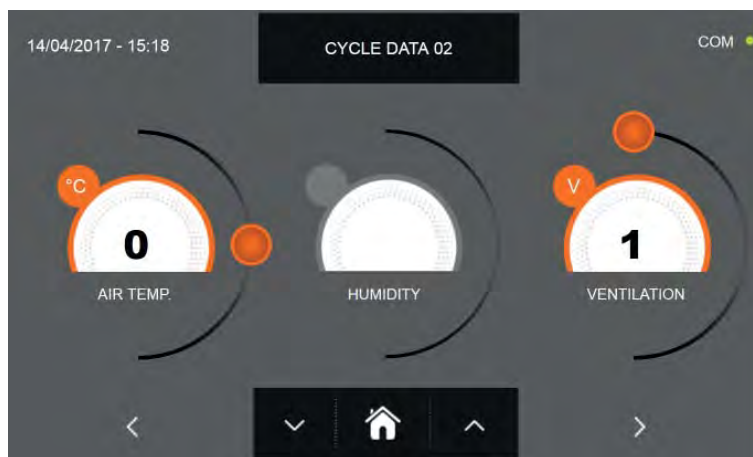 14/04/2017 - 15:18
CYCLE DATA 02
COM
°C
0
AIR TEMP.
HUMIDITY
V
1
VENTILATION